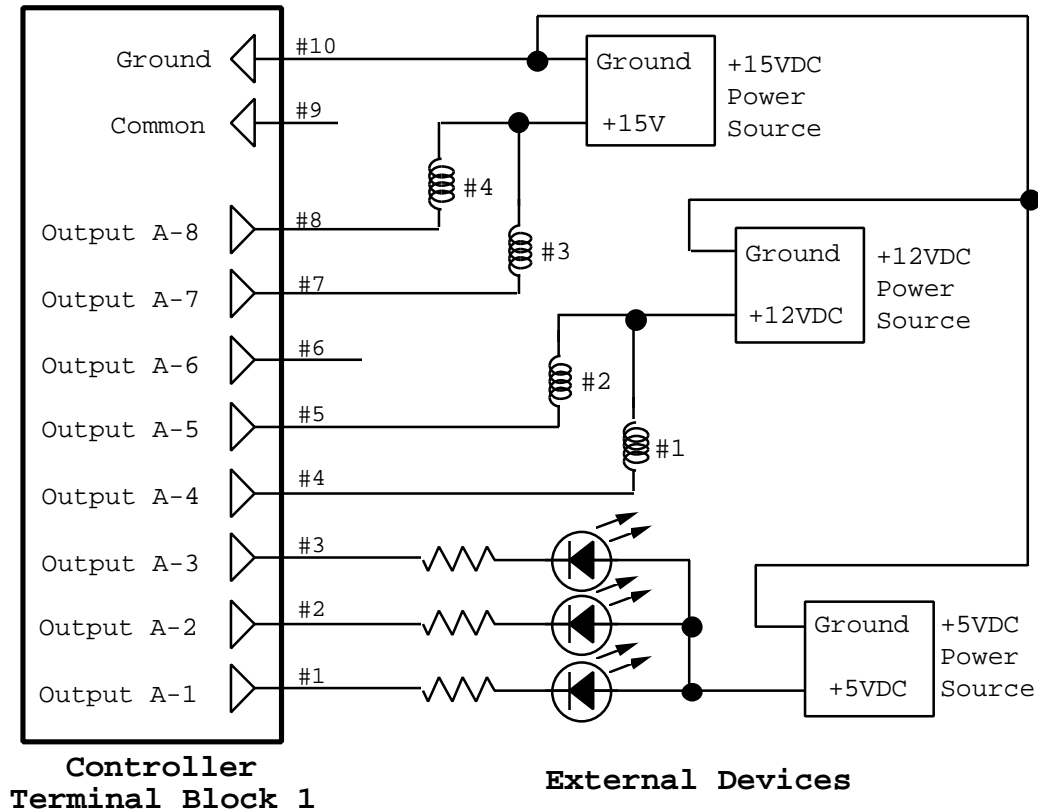 #10
Ground
Ground
+15VDC
Power
Source
#9
Common
+15V
#4
#8
Output A-8
#3
#7
Output A-7
Ground
+12VDC
Power
Source
+12VDC
#6
Output A-6
#2
#5
Output A-5
#1
#4
Output A-4
#3
Output A-3
#2
Output A-2
Ground
+5VDC
Power
Source
+5VDC
#1
Output A-1
Controller
Terminal Block 1
External Devices